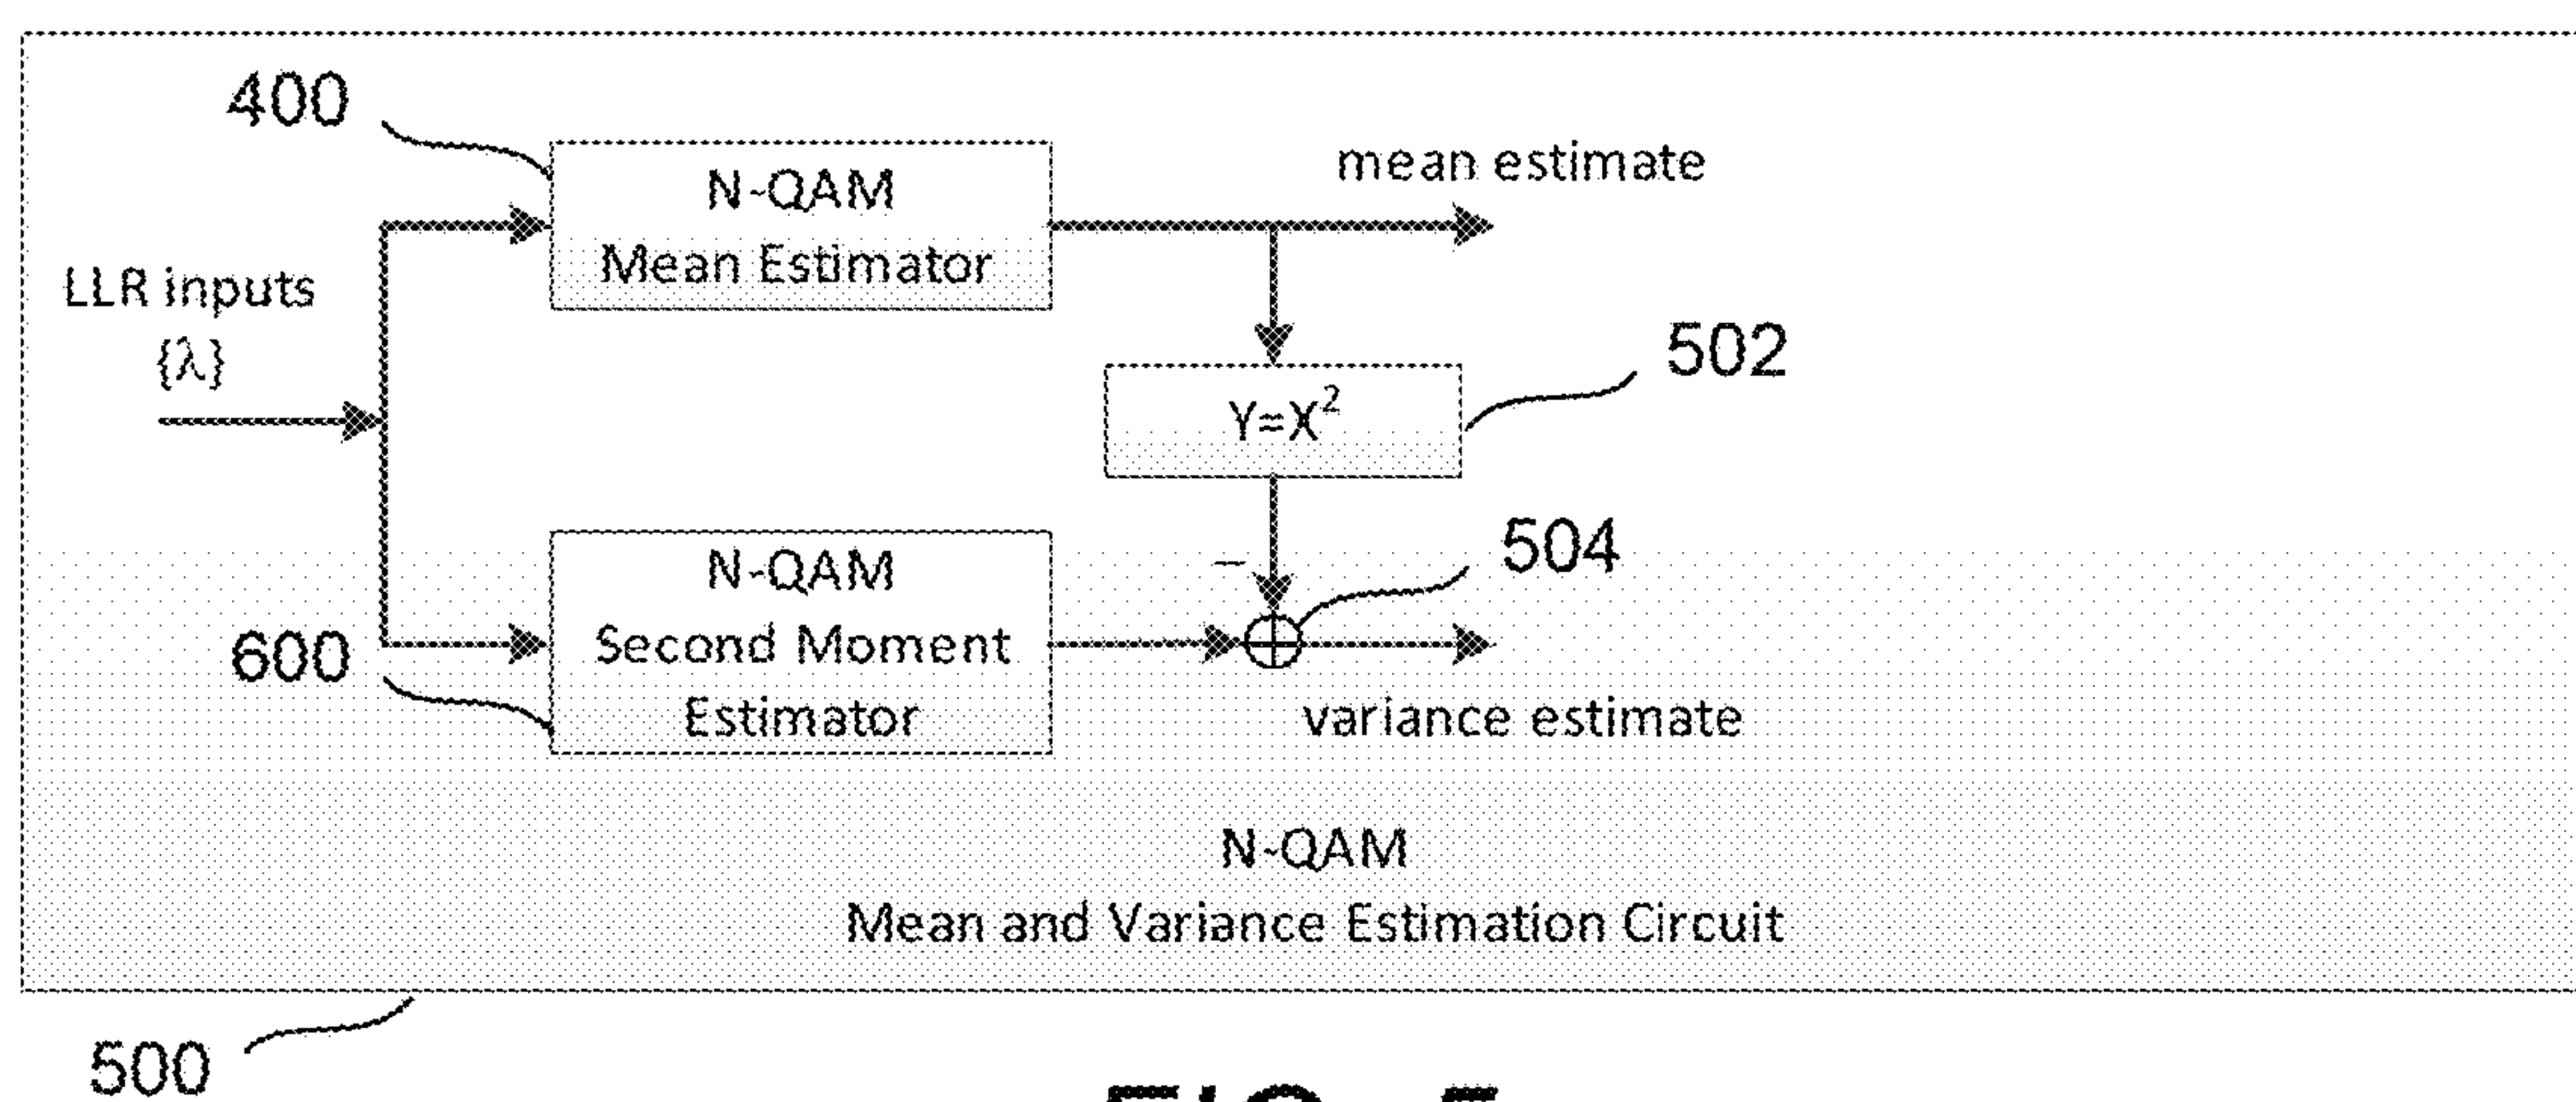 400
N-QAM
Mean Estimator
mean estimate
LLR inputs
{λ}
502
Y=X²
504
N-QAM
Second Moment
Estimator
600
variance estimate
N-QAM
Mean and Variance Estimation Circuit
500